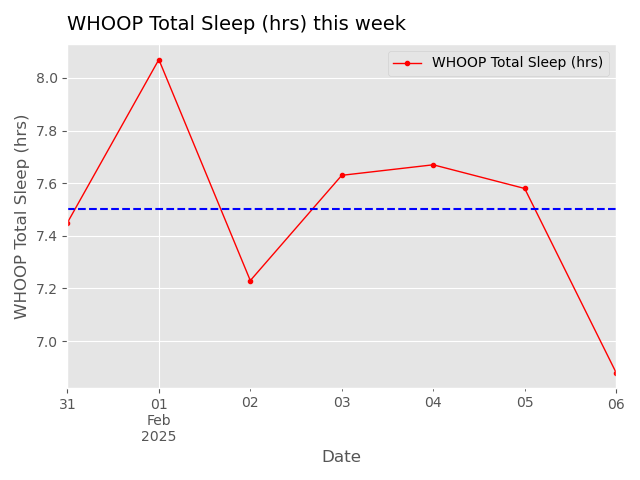 WHOOP Total Sleep (hrs) this week
WHOOP Total Sleep (hrs)
WHOOP Total Sleep (hrs)
8.0
7.8
7.6
7.4
7.2
7.0
31 01 02 03 04 05 06
Feb
2025
Date